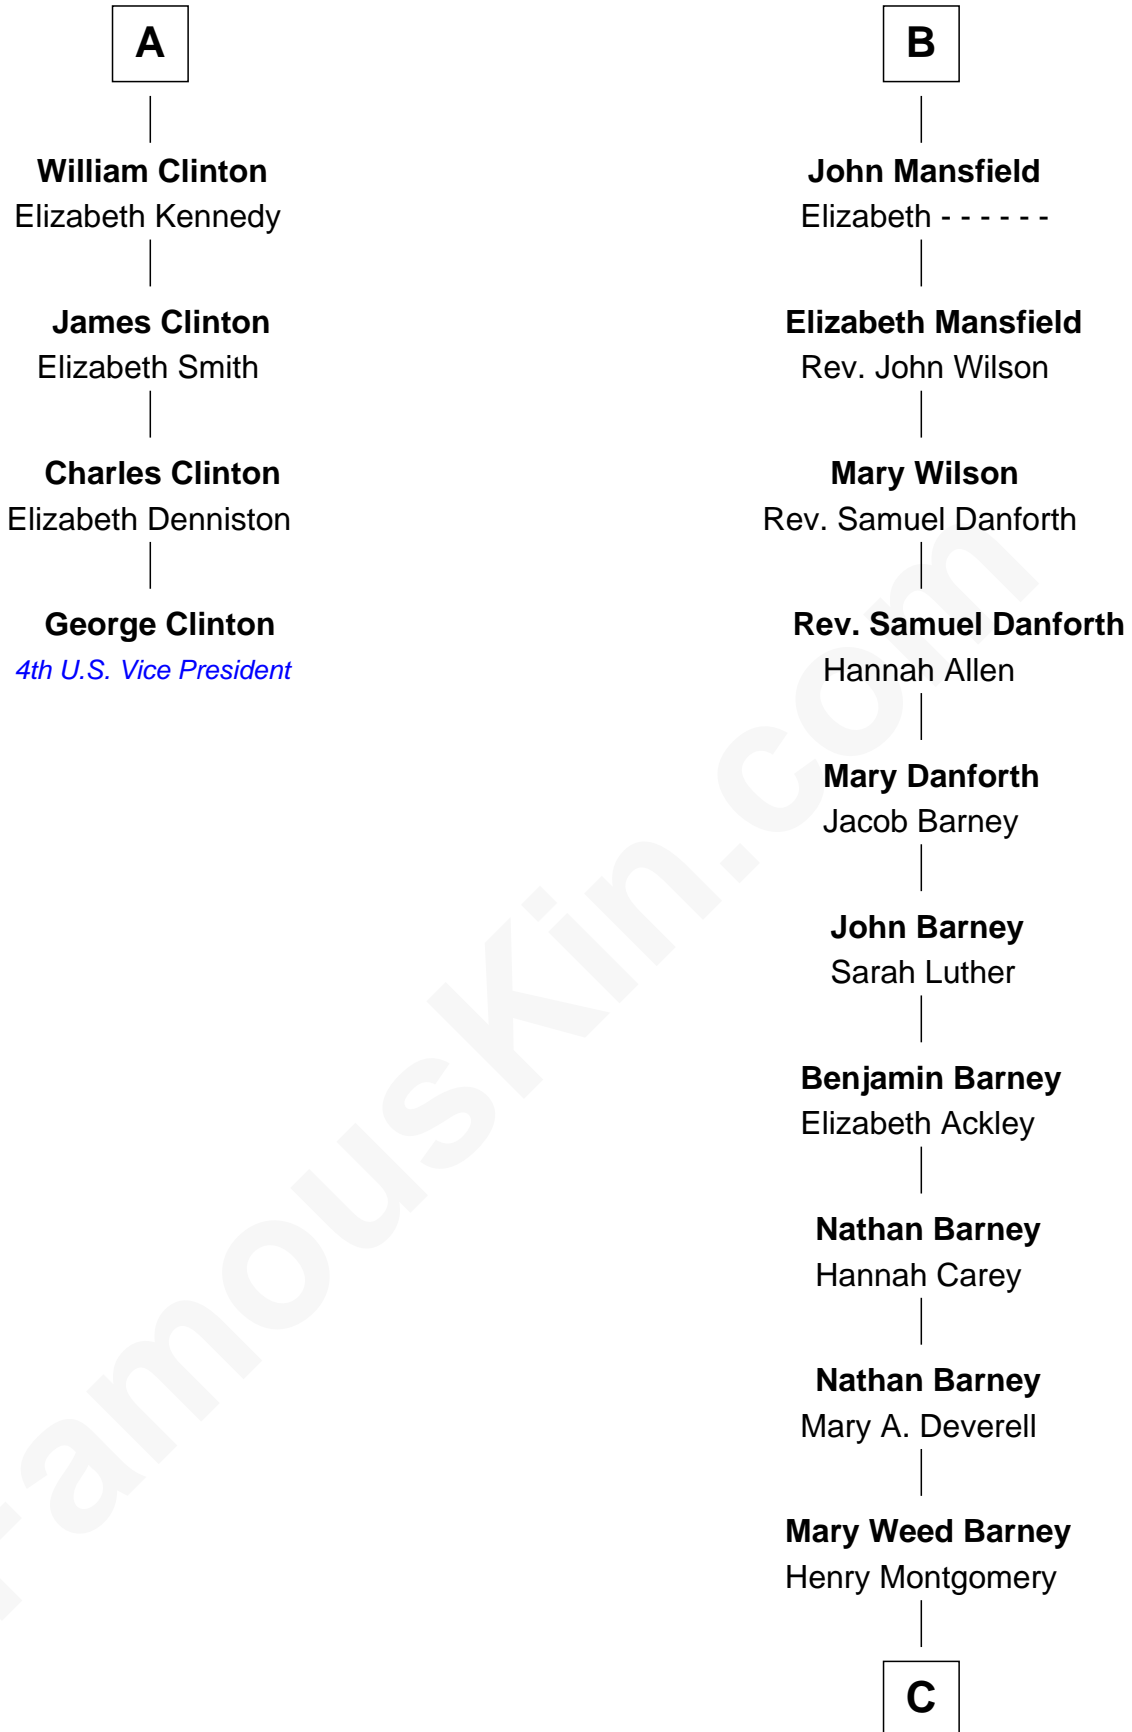 A
William Clinton
Elizabeth Kennedy
James Clinton
Elizabeth Smith
Charles Clinton
Elizabeth Denniston
George Clinton
4th U.S. Vice President
B
John Mansfield
Elizabeth - - - - - -
Elizabeth Mansfield
Rev. John Wilson
Mary Wilson
Rev. Samuel Danforth
Rev. Samuel Danforth
Hannah Allen
Mary Danforth
Jacob Barney
John Barney
Sarah Luther
Benjamin Barney
Elizabeth Ackley
Nathan Barney
Hannah Carey
Nathan Barney
Mary A. Deverell
Mary Weed Barney
Henry Montgomery
C
FamousKin.com